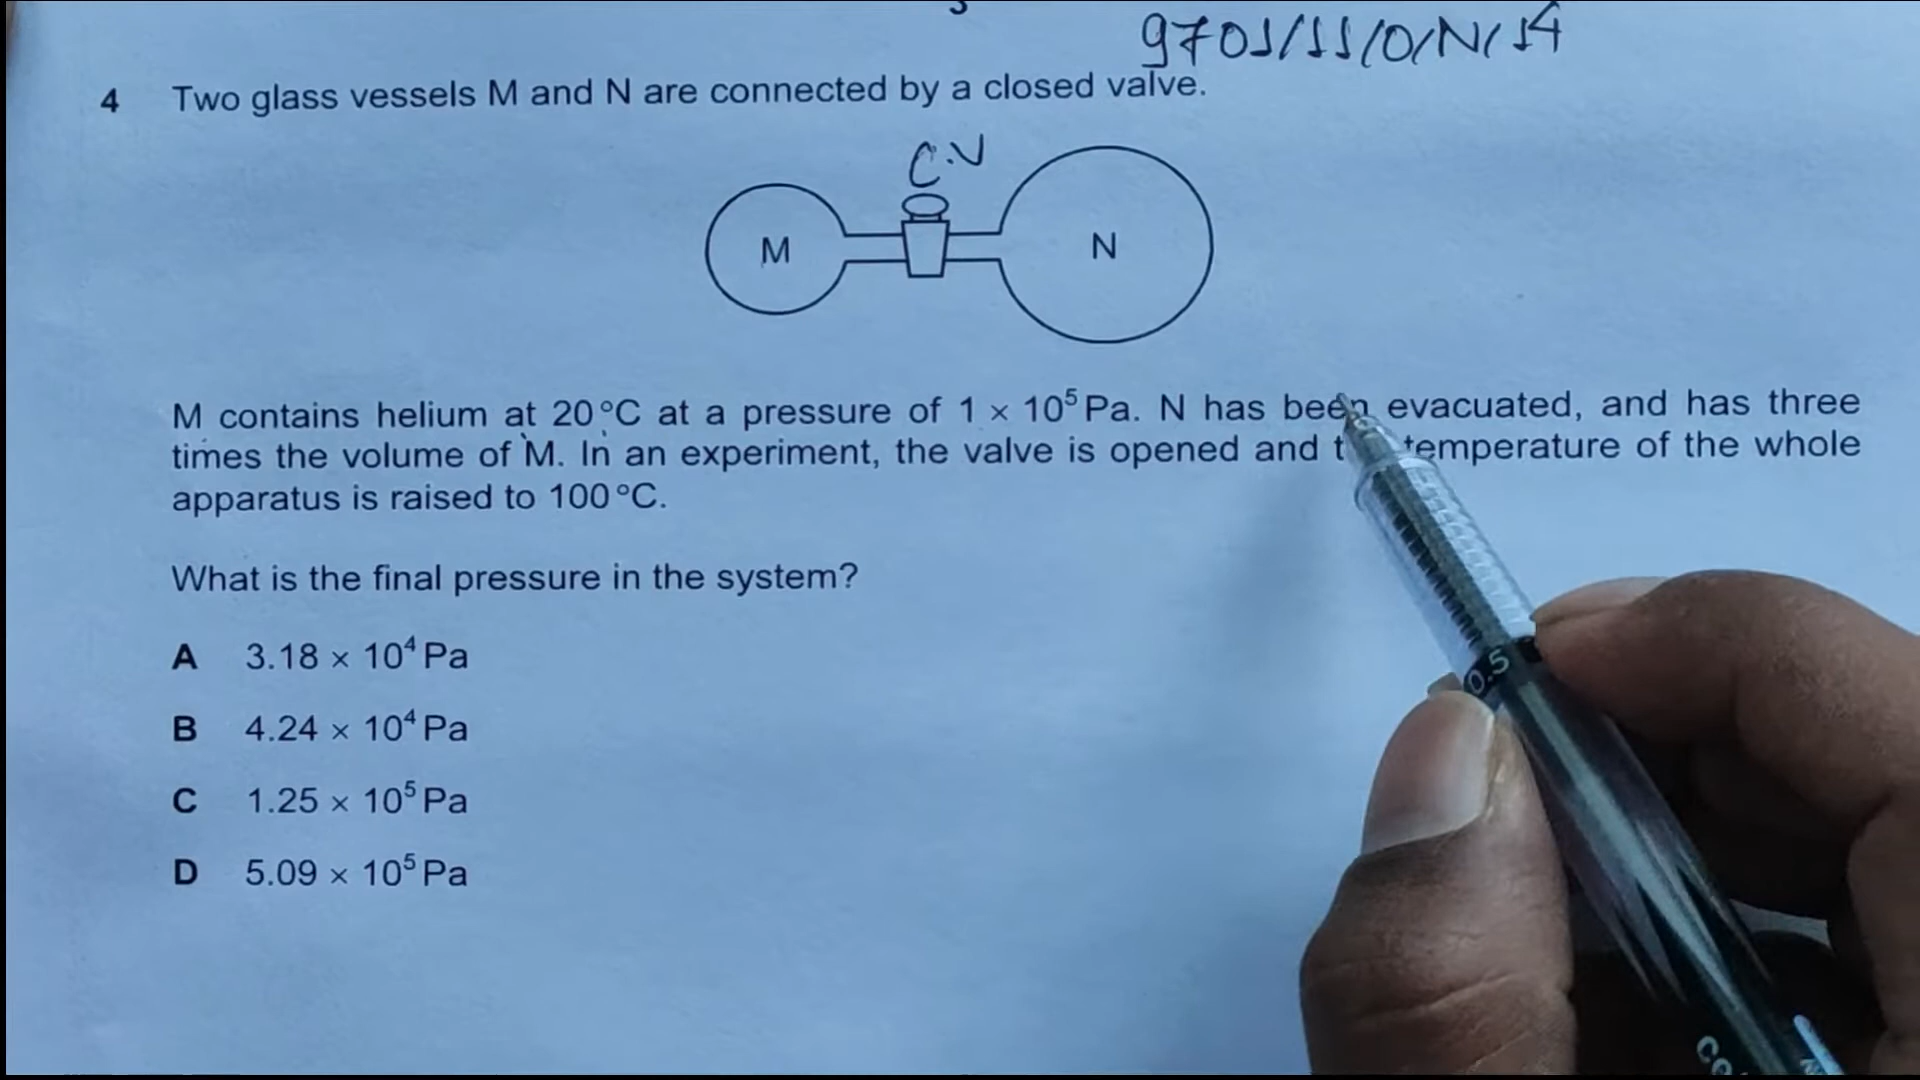 9701/11/O/N/14
4 Two glass vessels M and N are connected by a closed valve.
C.V
M
N
M contains helium at 20 °C at a pressure of 1 × 10⁵ Pa. N has been evacuated, and has three
times the volume of M. In an experiment, the valve is opened and temperature of the whole
apparatus is raised to 100 °C.
What is the final pressure in the system?
A 3.18 × 10⁴ Pa
B 4.24 × 10⁴ Pa
C 1.25 × 10⁵ Pa
D 5.09 × 10⁵ Pa
0.5